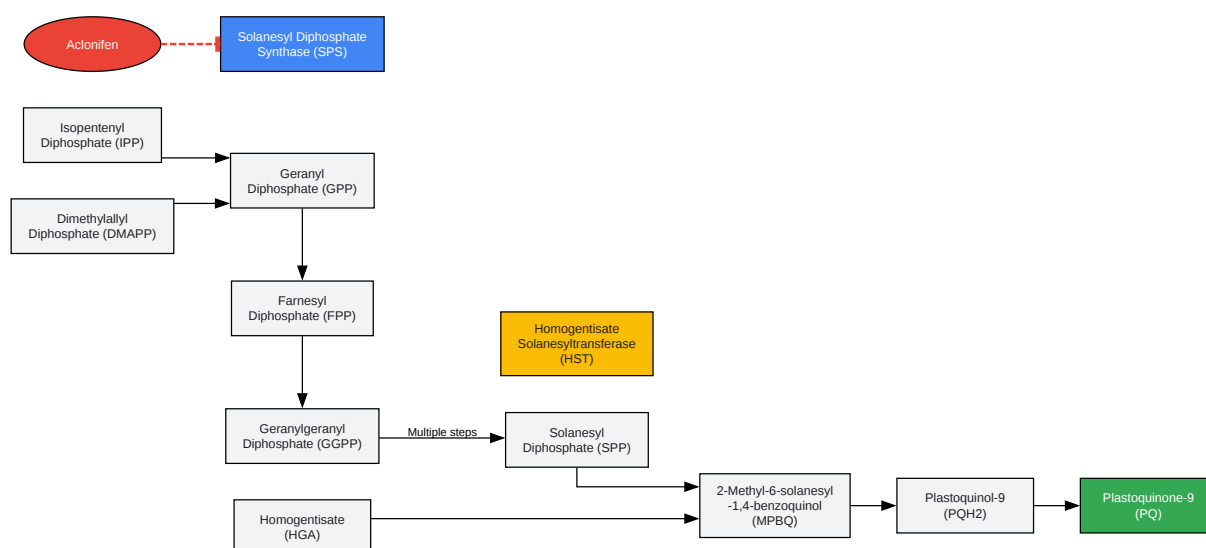 Aclonifen
Solanesyl Diphosphate
Synthase (SPS)
Isopentenyl
Diphosphate (IPP)
Geranyl
Diphosphate (GPP)
Dimethylallyl
Diphosphate (DMAPP)
Farnesyl
Diphosphate (FPP)
Homogentisate
Solanesyltransferase
(HST)
Geranylgeranyl
Diphosphate (GGPP)
Multiple steps
Solanesyl
Diphosphate (SPP)
2-Methyl-6-solanesyl
-1,4-benzoquinol
(MPBQ)
Plastoquinol-9
(PQH2)
Plastoquinone-9
(PQ)
Homogentisate
(HGA)